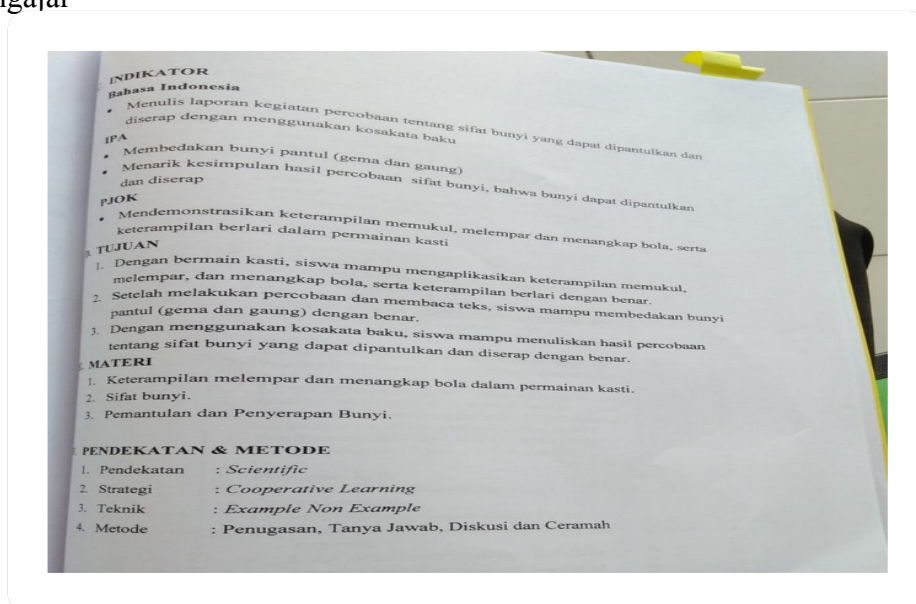 INDIKATOR
Bahasa Indonesia
• Menulis laporan kegiatan percobaan tentang sifat bunyi yang dapat dipantulkan dan
diserap dengan menggunakan kosakata baku
IPA
• Membedakan bunyi pantul (gema dan gaung)
• Menarik kesimpulan hasil percobaan sifat bunyi, bahwa bunyi dapat dipantulkan
dan diserap
PJOK
• Mendemonstrasikan keterampilan memukul, melempar dan menangkap bola, serta
keterampilan berlari dalam permainan kasti
TUJUAN
1. Dengan bermain kasti, siswa mampu mengaplikasikan keterampilan memukul,
melempar, dan menangkap bola, serta keterampilan berlari dengan benar.
2. Setelah melakukan percobaan dan membaca teks, siswa mampu membedakan bunyi
pantul (gema dan gaung) dengan benar.
3. Dengan menggunakan kosakata baku, siswa mampu menuliskan hasil percobaan
tentang sifat bunyi yang dapat dipantulkan dan diserap dengan benar.
MATERI
1. Keterampilan melempar dan menangkap bola dalam permainan kasti.
2. Sifat bunyi.
3. Pemantulan dan Penyerapan Bunyi.
PENDEKATAN & METODE
1. Pendekatan : Scientific
2. Strategi : Cooperative Learning
3. Teknik : Example Non Example
4. Metode : Penugasan, Tanya Jawab, Diskusi dan Ceramah